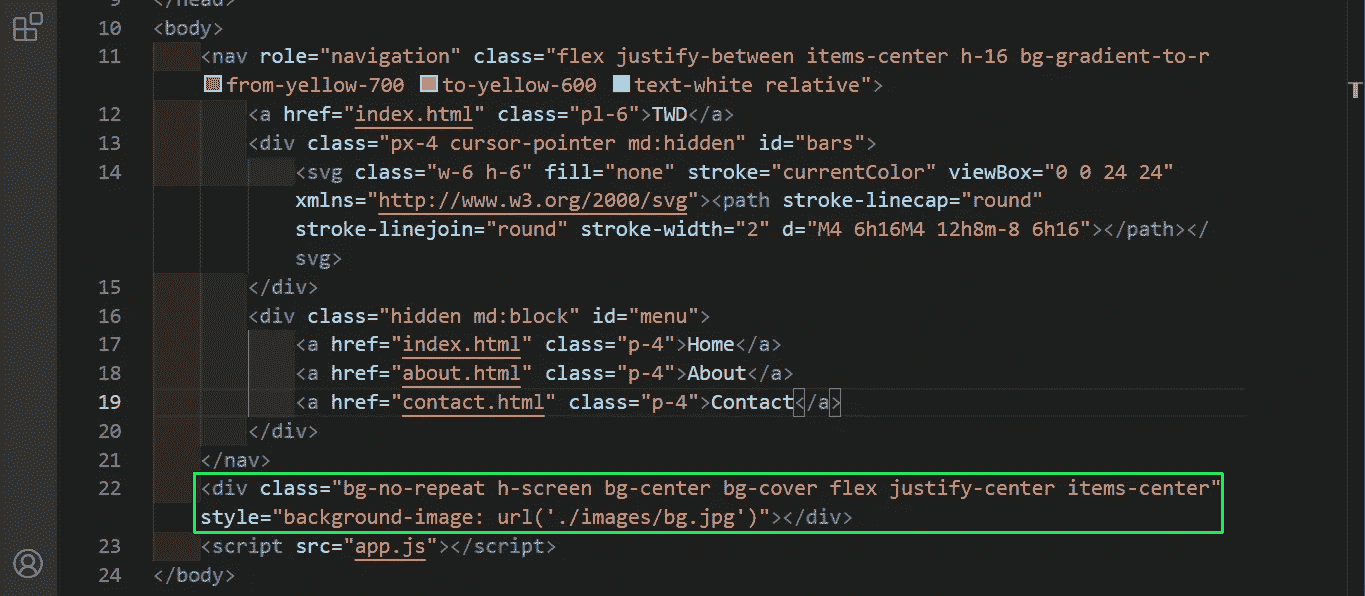 9 </head>
10 <body>
11 <nav role="navigation" class="flex justify-between items-center h-16 bg-gradient-to-r
from-yellow-700 to-yellow-600 text-white relative">
12 <a href="index.html" class="pl-6">TWD</a>
13 <div class="px-4 cursor-pointer md:hidden" id="bars">
14 <svg class="w-6 h-6" fill="none" stroke="currentColor" viewBox="0 0 24 24"
xmlns="http://www.w3.org/2000/svg"><path stroke-linecap="round"
stroke-linejoin="round" stroke-width="2" d="M4 6h16M4 12h8m-8 6h16"></path></
svg>
15 </div>
16 <div class="hidden md:block" id="menu">
17 <a href="index.html" class="p-4">Home</a>
18 <a href="about.html" class="p-4">About</a>
19 <a href="contact.html" class="p-4">Contact</a>
20 </div>
21 </nav>
22 <div class="bg-no-repeat h-screen bg-center bg-cover flex justify-center items-center"
style="background-image: url('./images/bg.jpg')"></div>
23 <script src="app.js"></script>
24 </body>